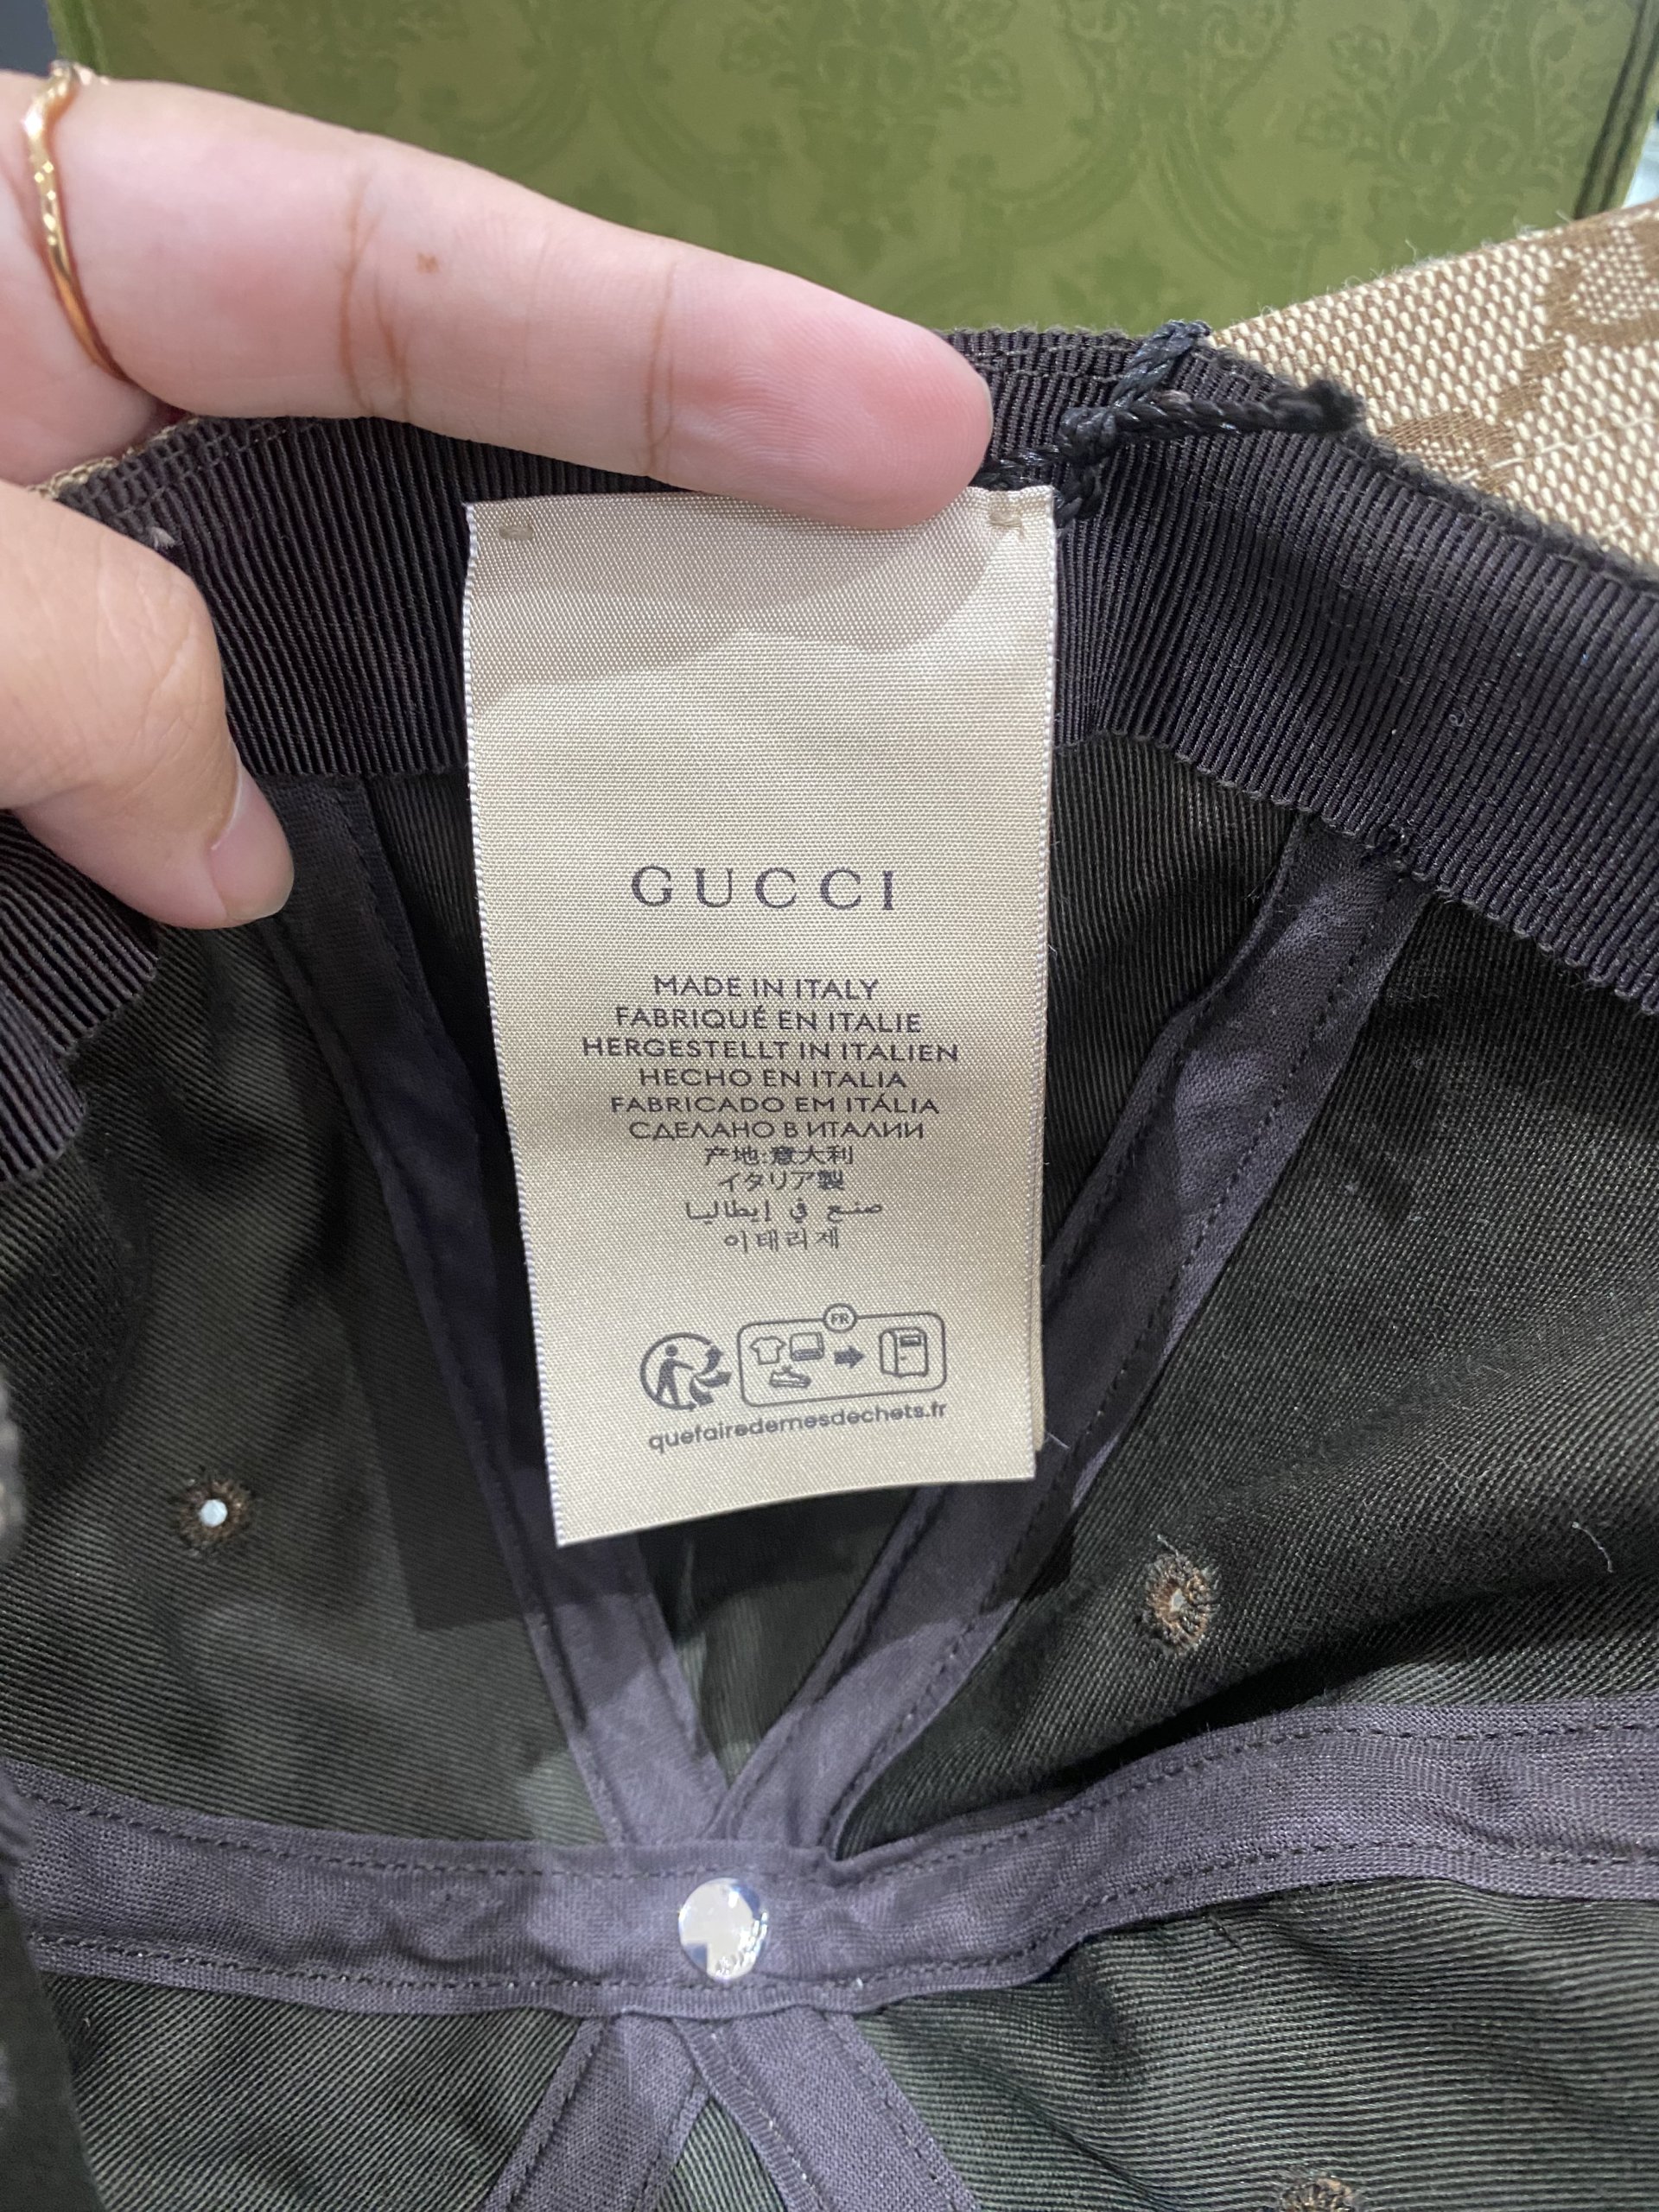 GUCCI
MADE IN ITALY
FABRIQUÉ EN ITALIE
HERGESTELLT IN ITALIEN
HECHO EN ITALIA
FABRICADO EM ITÁLIA
СДЕЛАНО В ИТАЛИИ
产地:意大利
イタリア製
صنع في إيطاليا
이태리제
FR
quefairedemesdechets.fr